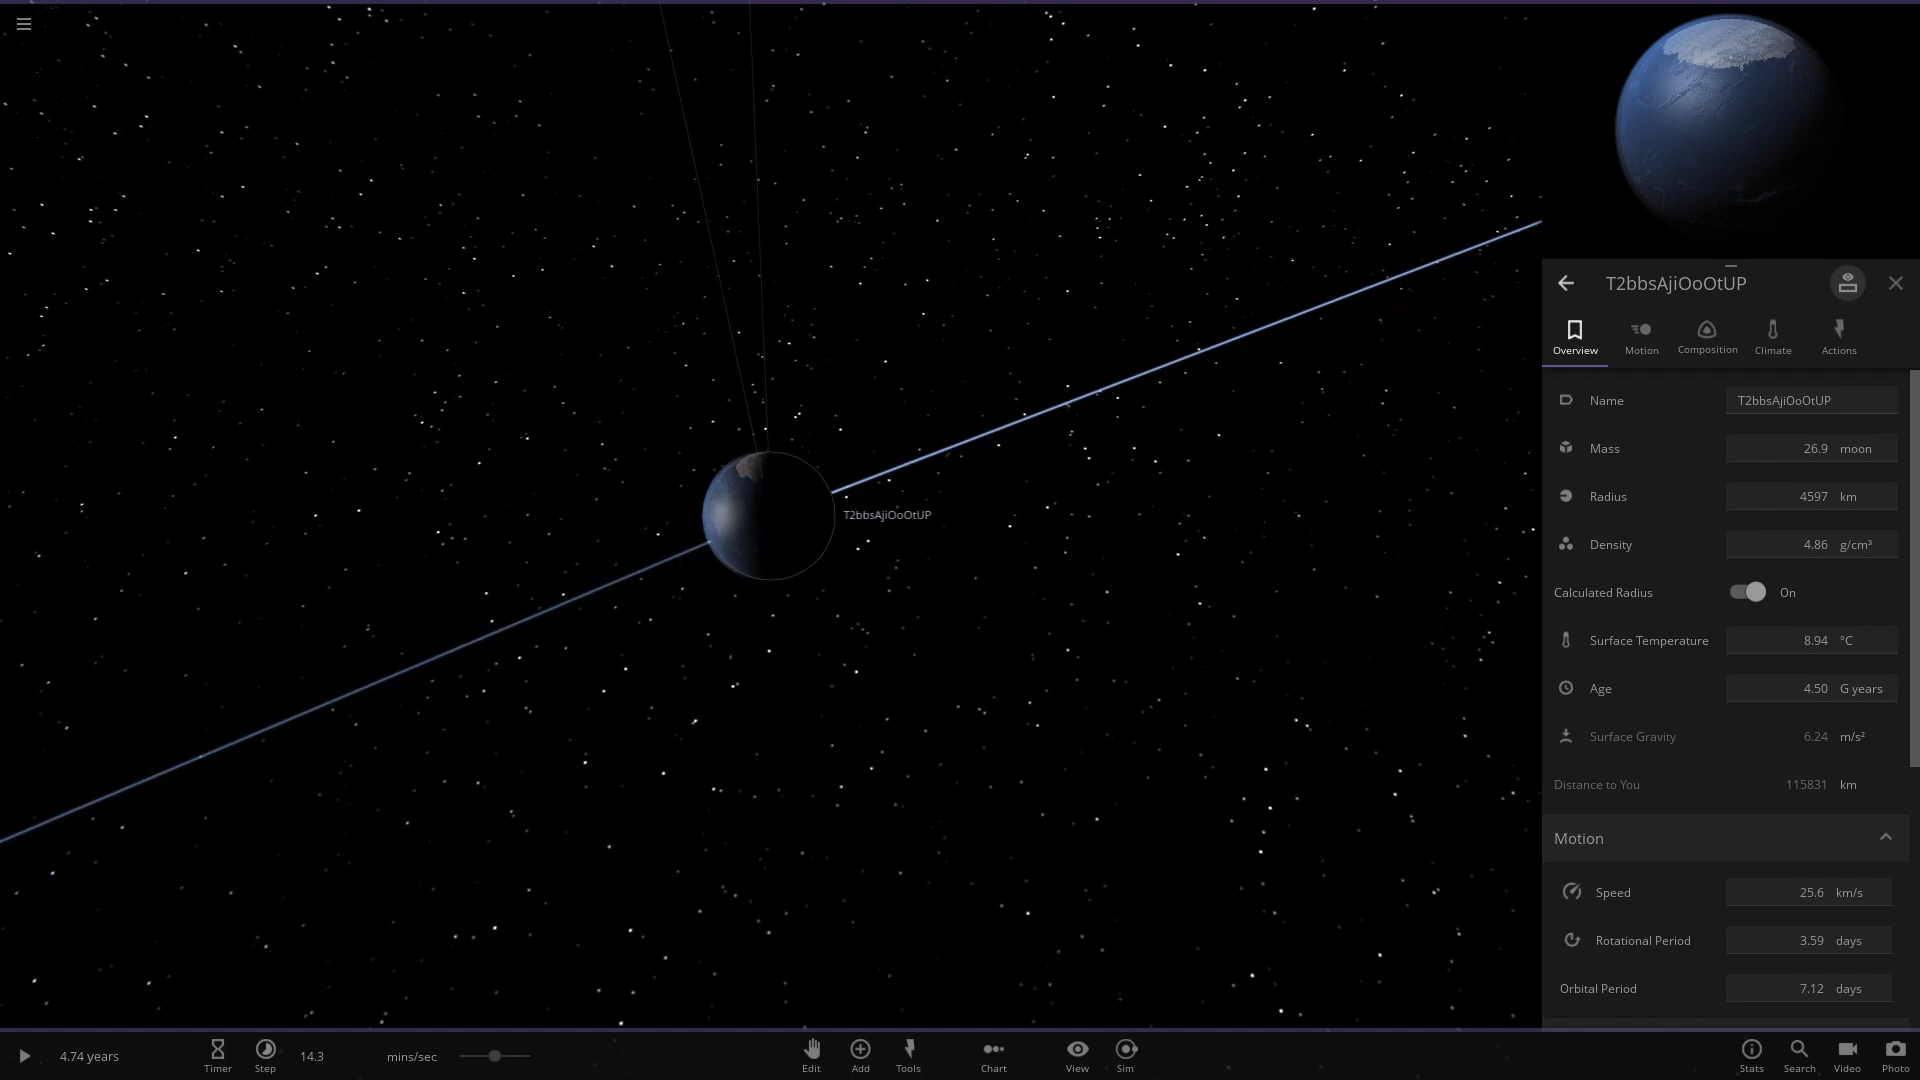 T2bbsAjiOoOtUP
Overview
Motion
Composition
Climate
Actions
Name T2bbsAjiOoOtUP
Mass 26.9 moon
Radius 4597 km
Density 4.86 g/cm³
Calculated Radius On
Surface Temperature 8.94 °C
Age 4.50 G years
Surface Gravity 6.24 m/s²
Distance to You 115831 km
Motion
Speed 25.6 km/s
Rotational Period 3.59 days
Orbital Period 7.12 days
T2bbsAjiOoOtUP
4.74 years
Timer
Step
14.3 mins/sec
Edit
Add
Tools
Chart
View
Sim
Stats
Search
Video
Photo